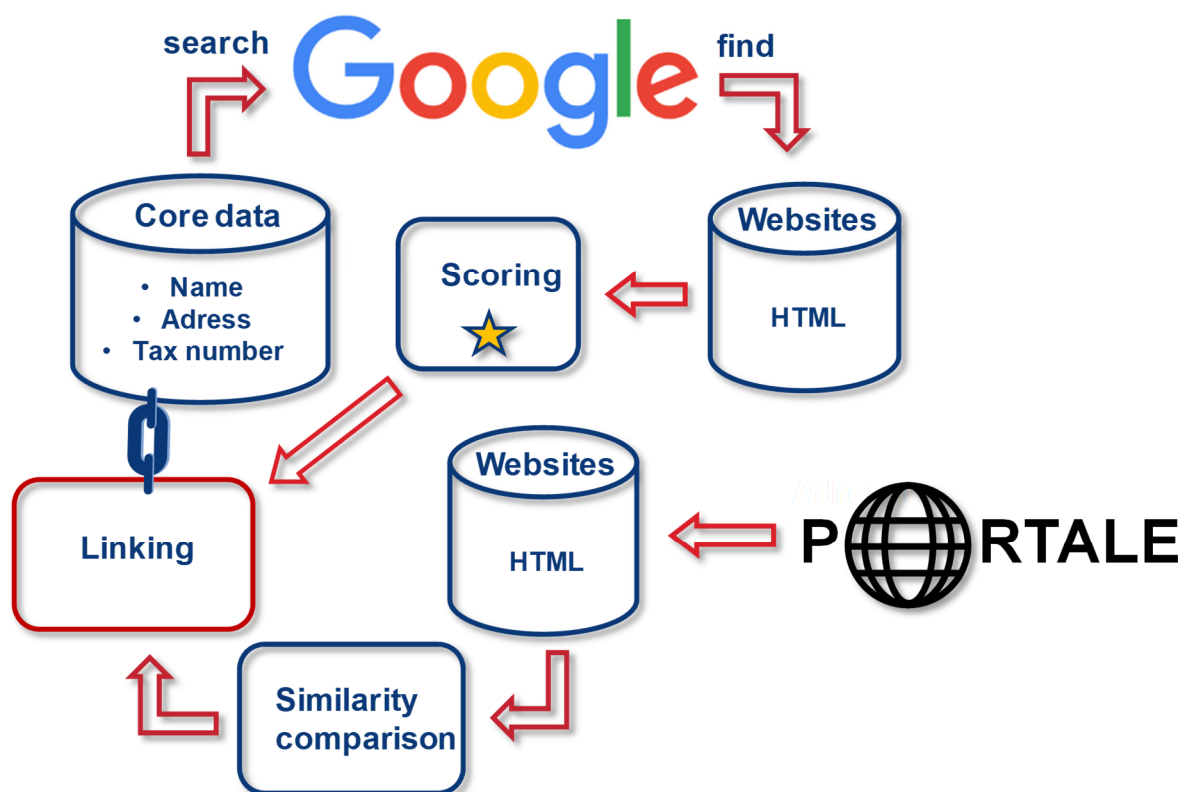 search
Google
find
Core data
• Name
• Adress
• Tax number
Scoring
Websites
HTML
Websites
HTML
PORTALE
Linking
Similarity
comparison